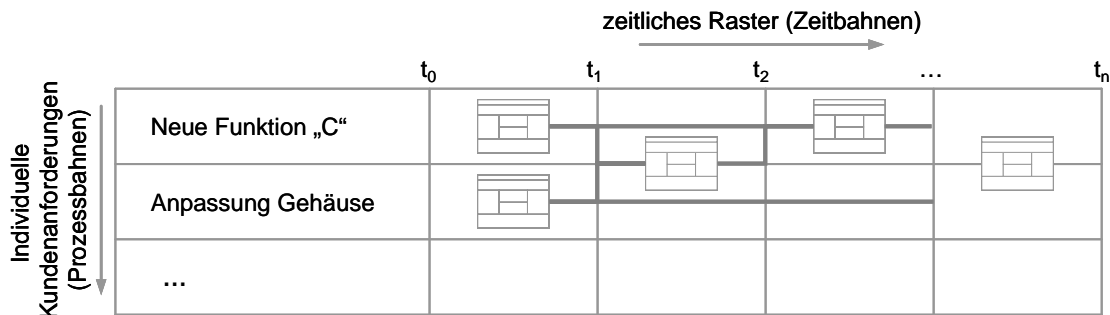 zeitliches Raster (Zeitbahnen)
t0 t1 t2 … tn
Individuelle
Kundenanforderungen
(Prozessbahnen)
Neue Funktion „C“
Anpassung Gehäuse
...